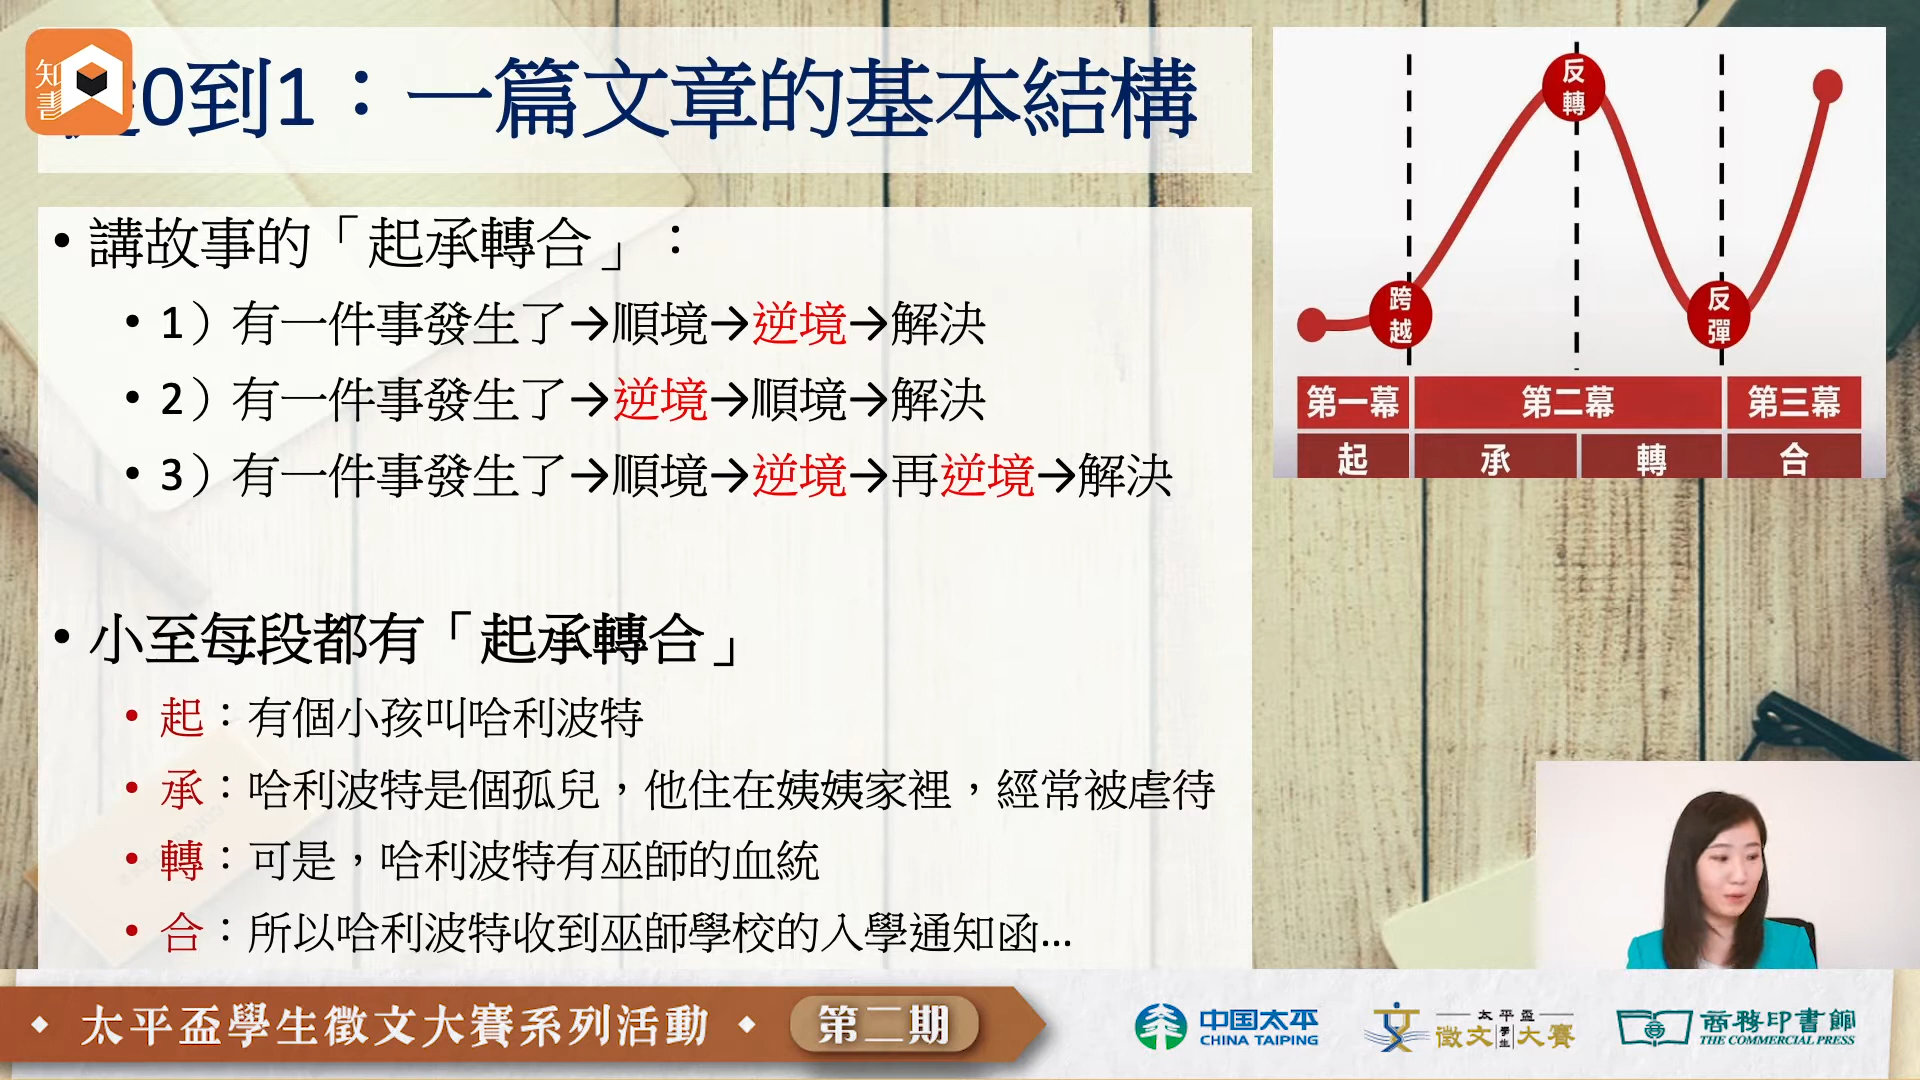 知
書
0到1：一篇文章的基本結構
• 講故事的「起承轉合」：
• 1）有一件事發生了→順境→逆境→解決
• 2）有一件事發生了→逆境→順境→解決
• 3）有一件事發生了→順境→逆境→再逆境→解決
• 小至每段都有「起承轉合」
• 起：有個小孩叫哈利波特
• 承：哈利波特是個孤兒，他住在姨姨家裡，經常被虐待
• 轉：可是，哈利波特有巫師的血統
• 合：所以哈利波特收到巫師學校的入學通知函...
反轉
跨越
反彈
第一幕 第二幕 第三幕
起 承 轉 合
太平盃學生徵文大賽系列活動 第二期
中国太平
CHINA TAIPING
太平盃
徵文學生大賽
商務印書館
THE COMMERCIAL PRESS